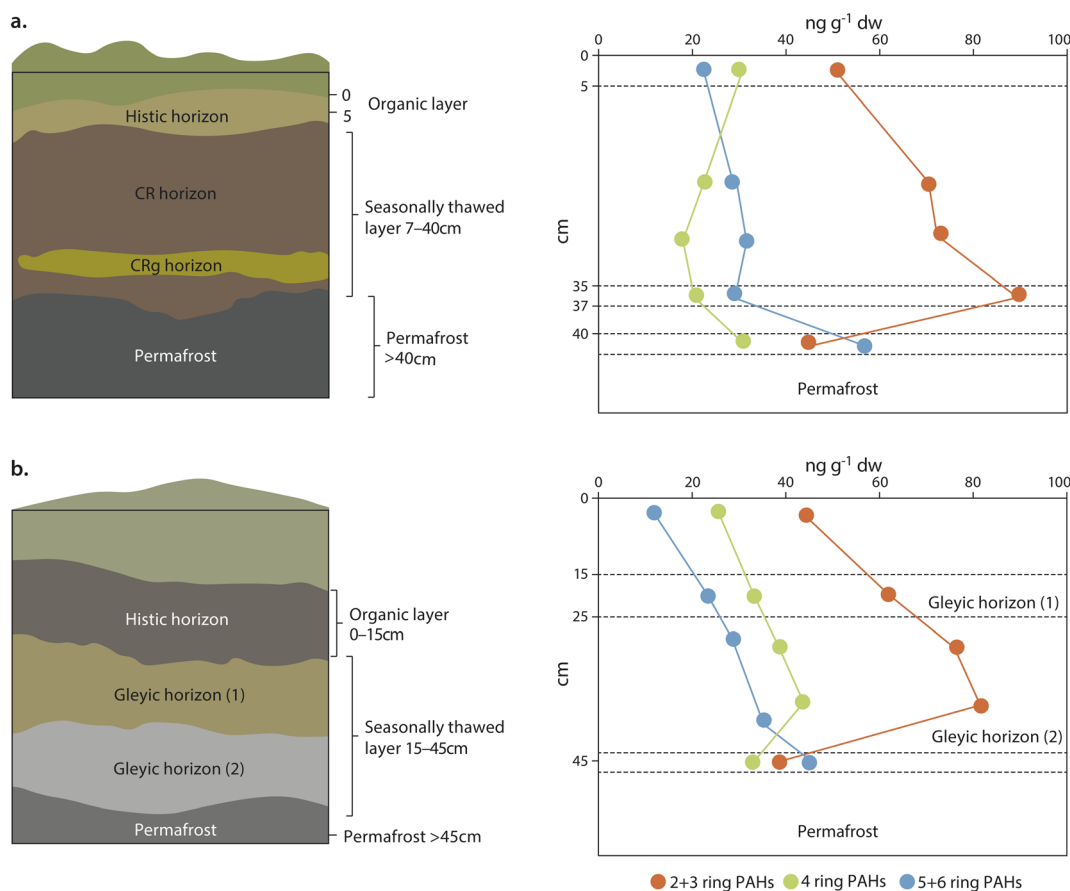 a.
0
5
Organic layer
Histic horizon
CR horizon
Seasonally thawed
layer 7–40cm
CRg horizon
Permafrost
Permafrost
>40cm
ng g-1 dw
0
20
40
60
80
100
0
5
35
37
40
cm
Permafrost
b.
Histic horizon
Organic layer
0–15cm
Gleyic horizon (1)
Seasonally thawed
layer 15–45cm
Gleyic horizon (2)
Permafrost
Permafrost >45cm
ng g-1 dw
0
20
40
60
80
100
0
15
25
45
cm
Gleyic horizon (1)
Gleyic horizon (2)
Permafrost
2+3 ring PAHs
4 ring PAHs
5+6 ring PAHs